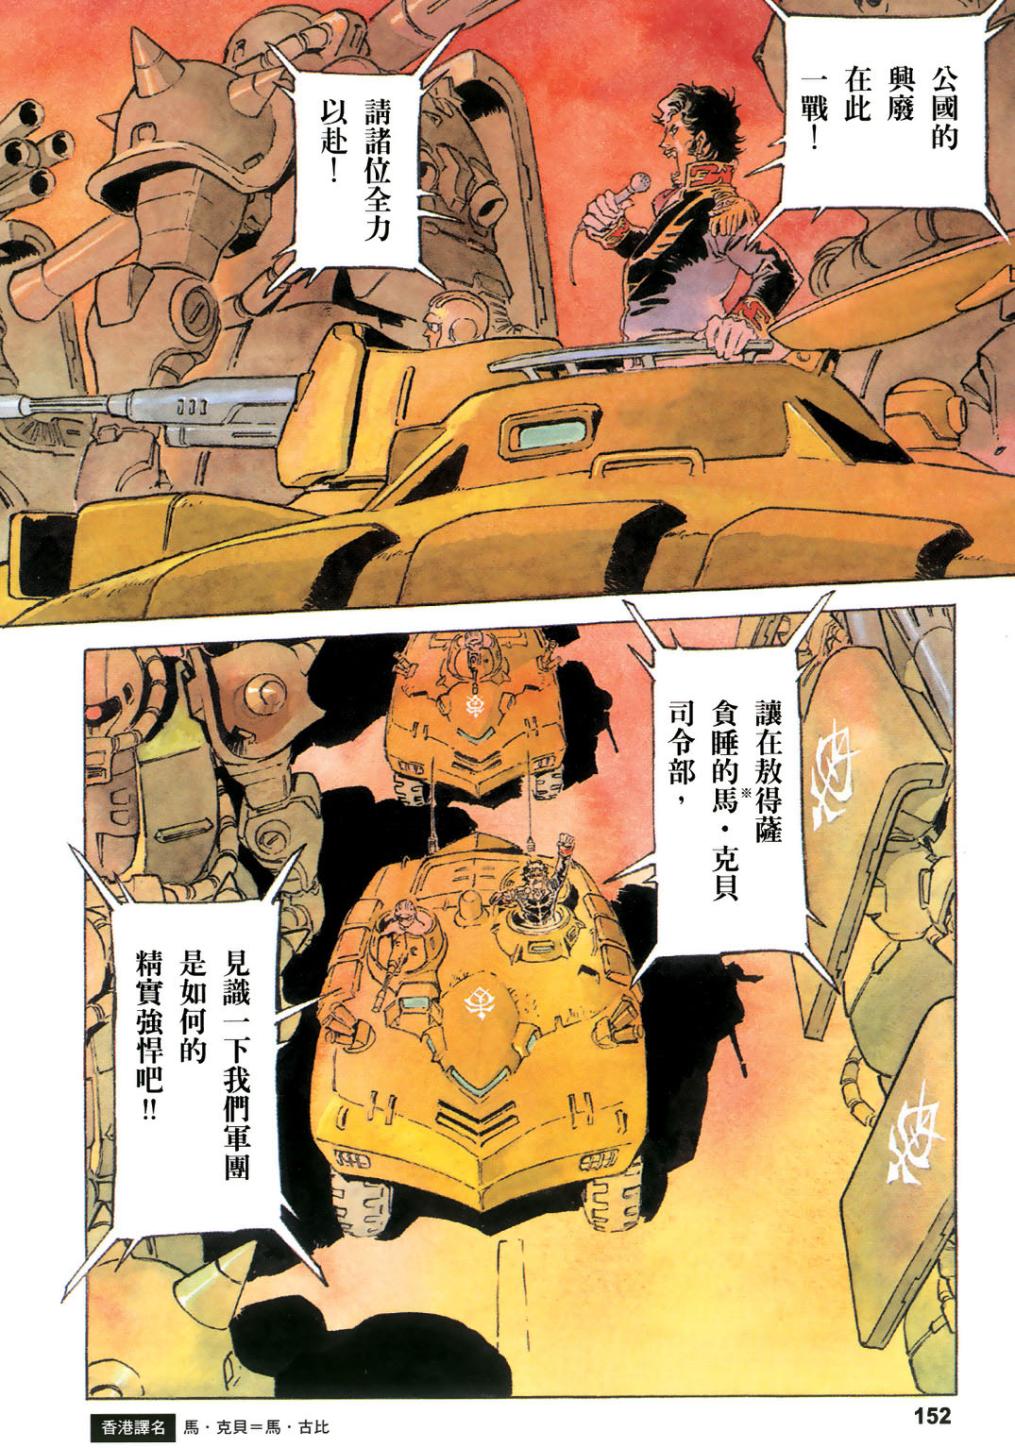 公國的
興廢
在此
一戰！
請諸位全力
以赴！
讓在敖得薩
貪睡的馬・克貝※
司令部，
見識一下我們軍團
是如何的
精實強悍吧!!
香港譯名 馬・克貝＝馬・古比
152